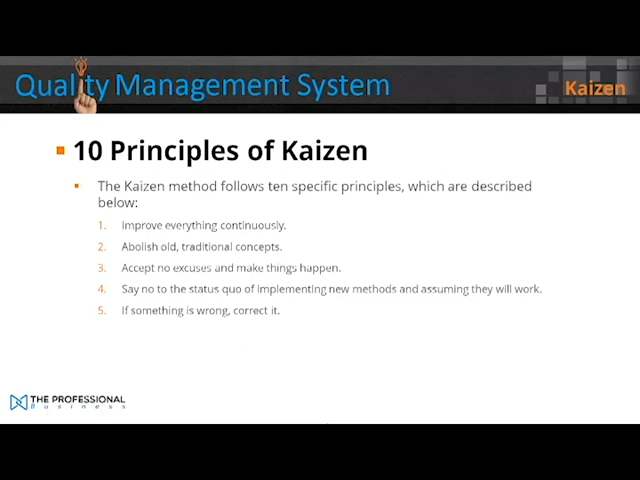 Quality Management System
Kaizen
10 Principles of Kaizen
The Kaizen method follows ten specific principles, which are described
below:
1. Improve everything continuously.
2. Abolish old, traditional concepts.
3. Accept no excuses and make things happen.
4. Say no to the status quo of implementing new methods and assuming they will work.
5. If something is wrong, correct it.
THE PROFESSIONAL
Business